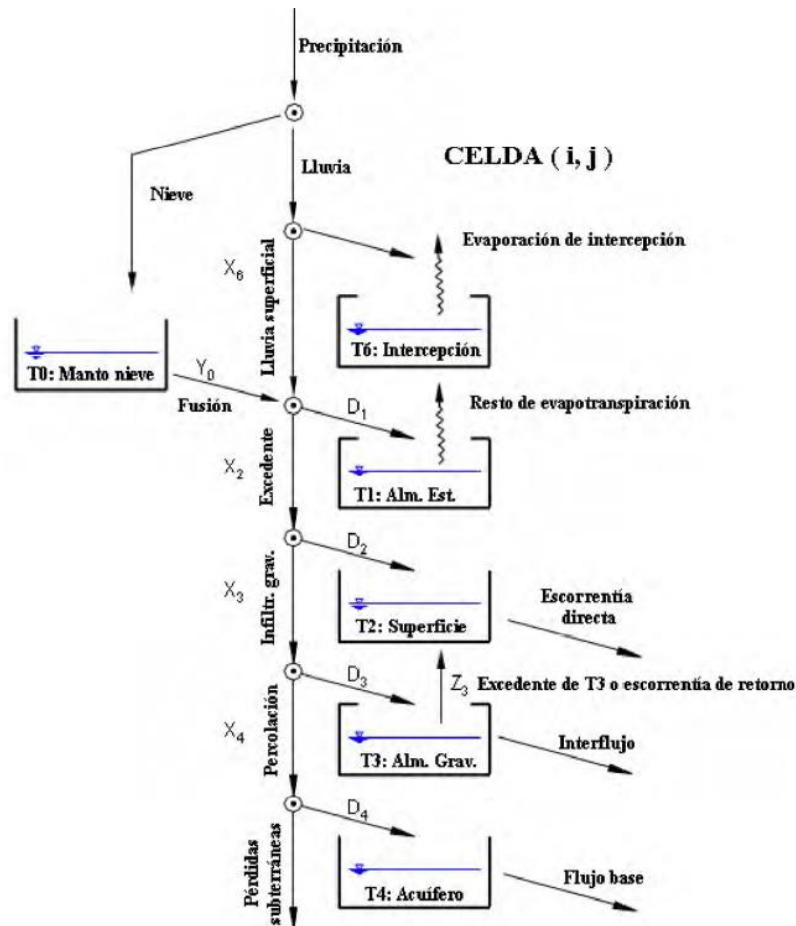 Precipitación
CELDA ( i, j )
Lluvia
Nieve
Evaporación de intercepción
X6
Lluvia superficial
T6: Intercepción
T0: Manto nieve
Y0
Fusión
D1
Resto de evapotranspiración
X2
Excedente
T1: Alm. Est.
D2
X3
Infiltr. grav.
T2: Superficie
Escorrentía
directa
D3
Z3
Excedente de T3 o escorrentía de retorno
X4
Percolación
T3: Alm. Grav.
Interflujo
D4
Pérdidas
subterráneas
T4: Acuífero
Flujo base